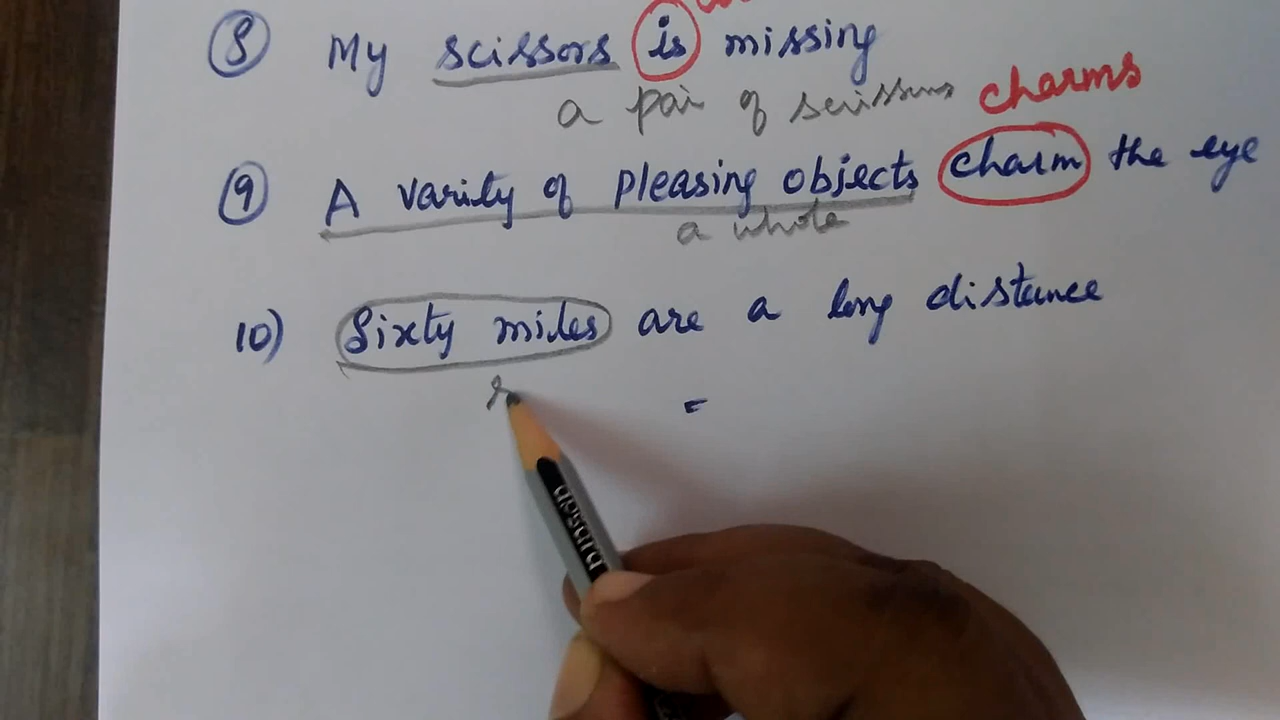 8 My scissors is missing
a pair of scissors charms
9 A varity of pleasing objects charm the eye
a whole
10) Sixty miles are a long distance
apsara